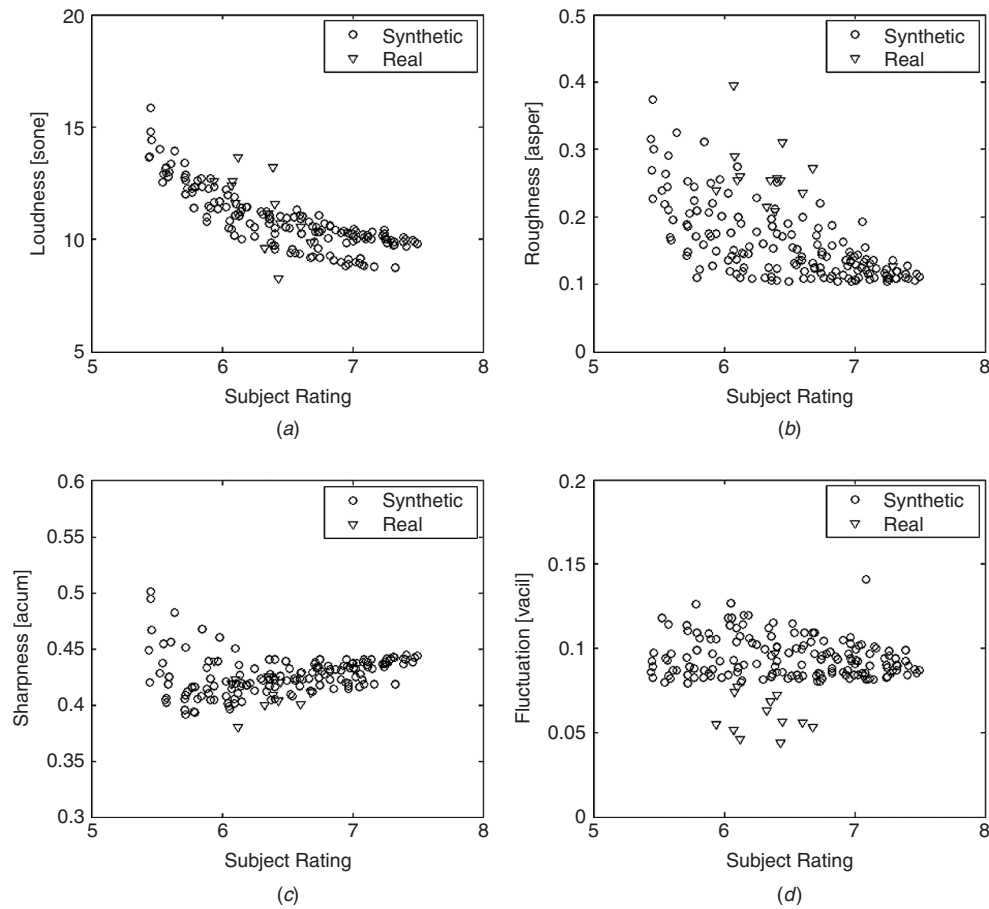 20
15
10
5
Loudness [sone]
Synthetic
Real
5 6 7 8
Subject Rating
(a)
0.5
0.4
0.3
0.2
0.1
0
Roughness [asper]
Synthetic
Real
5 6 7 8
Subject Rating
(b)
0.6
0.55
0.5
0.45
0.4
0.35
0.3
Sharpness [acum]
Synthetic
Real
5 6 7 8
Subject Rating
(c)
0.2
0.15
0.1
0.05
0
Fluctuation [vacil]
Synthetic
Real
5 6 7 8
Subject Rating
(d)